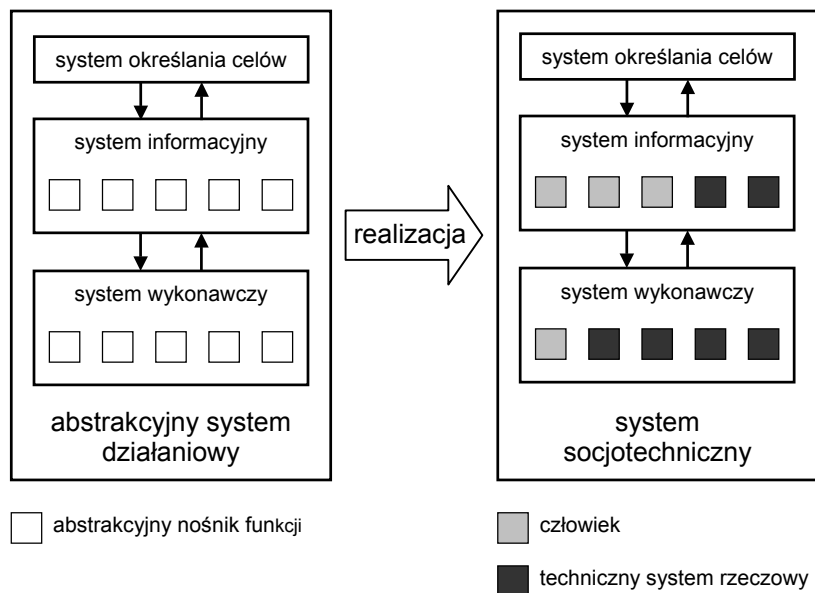 system określania celów
system informacyjny
system wykonawczy
abstrakcyjny system
działaniowy
abstrakcyjny nośnik funkcji
realizacja
system określania celów
system informacyjny
system wykonawczy
system
socjotechniczny
człowiek
techniczny system rzeczowy